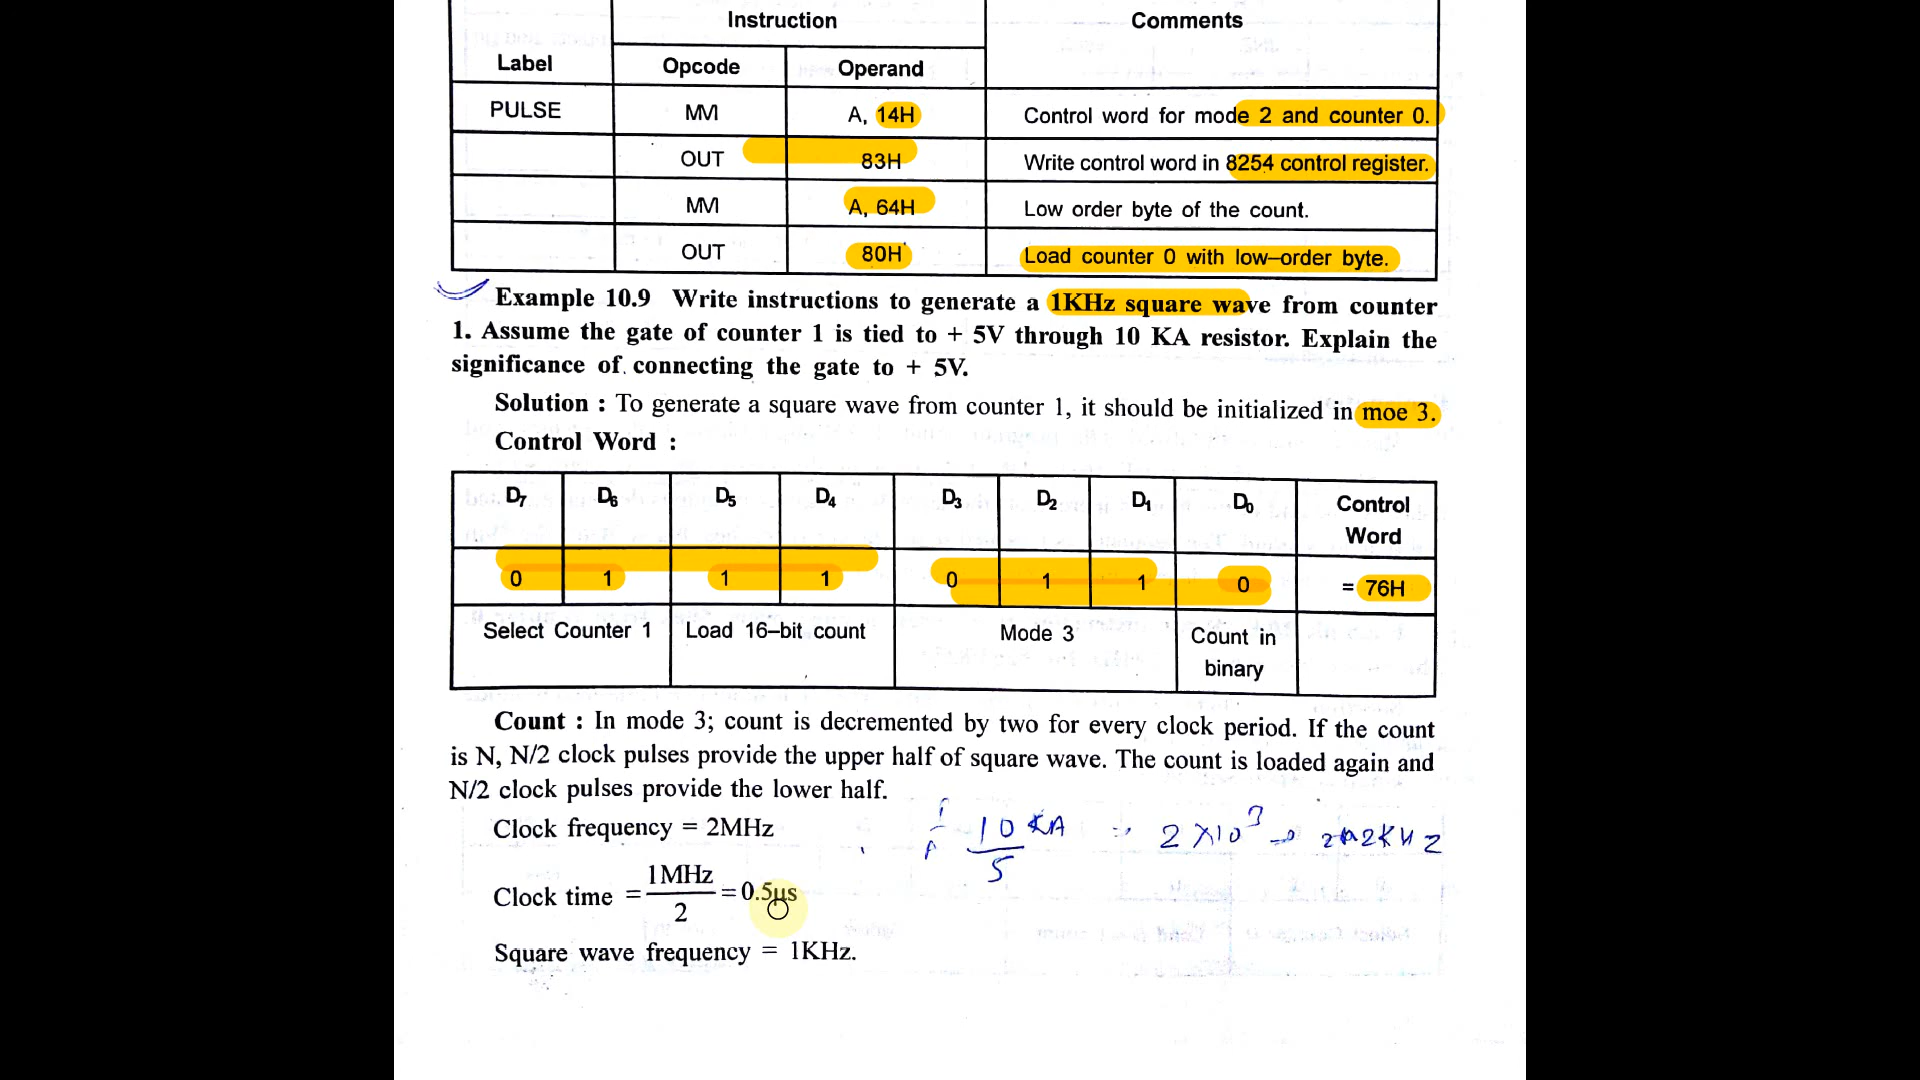 Instruction Comments
Label Opcode Operand
PULSE MVI A, 14H Control word for mode 2 and counter 0.
OUT 83H Write control word in 8254 control register.
MVI A, 64H Low order byte of the count.
OUT 80H Load counter 0 with low-order byte.
Example 10.9 Write instructions to generate a 1KHz square wave from counter
1. Assume the gate of counter 1 is tied to + 5V through 10 KA resistor. Explain the
significance of connecting the gate to + 5V.
Solution : To generate a square wave from counter 1, it should be initialized in moe 3.
Control Word :
D7 D6 D5 D4 D3 D2 D1 D0 Control
Word
0 1 1 1 0 1 1 0 = 76H
Select Counter 1 Load 16-bit count Mode 3 Count in
binary
Count : In mode 3; count is decremented by two for every clock period. If the count
is N, N/2 clock pulses provide the upper half of square wave. The count is loaded again and
N/2 clock pulses provide the lower half.
Clock frequency = 2MHz
10 KA / 5 2 × 10³
Clock time = 1MHz / 2 = 0.5µs
Square wave frequency = 1KHz.